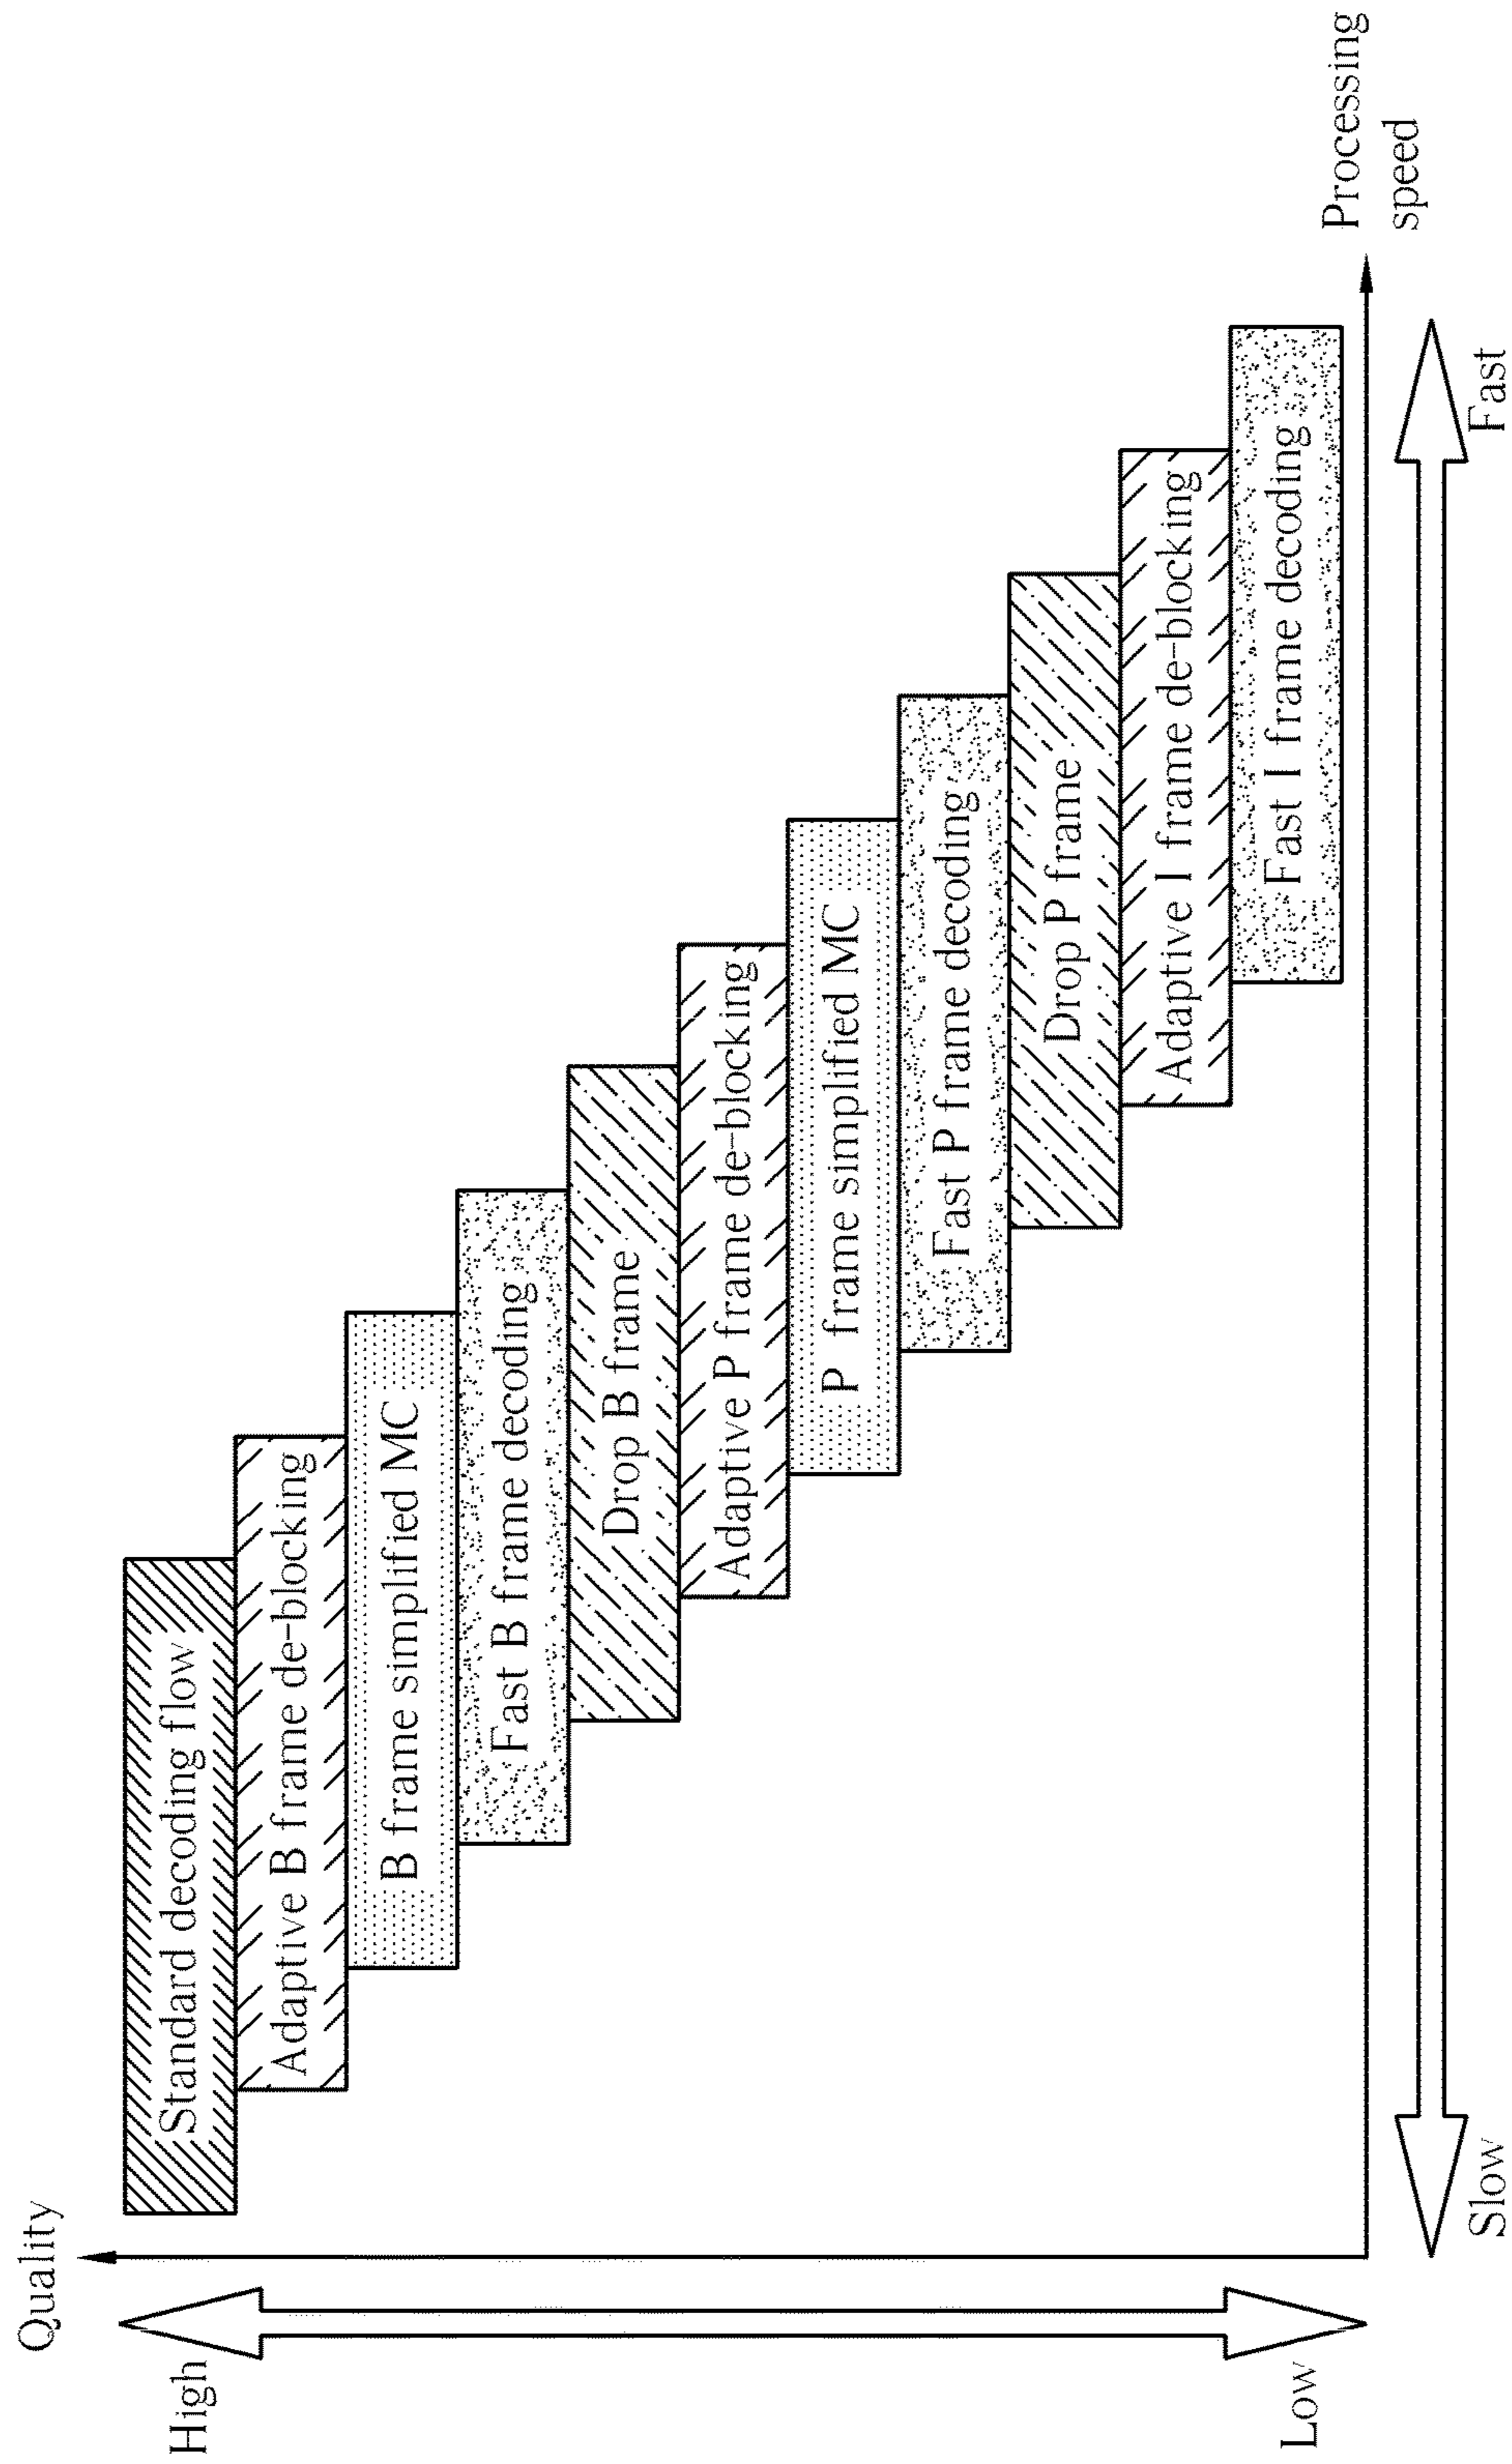 Quality
High
Standard decoding flow
Adaptive B frame de-blocking
B frame simplified MC
Fast B frame decoding
Drop B frame
Adaptive P frame de-blocking
P frame simplified MC
Fast P frame decoding
Drop P frame
Adaptive I frame de-blocking
Fast I frame decoding
Low
Processing
speed
Slow
Fast